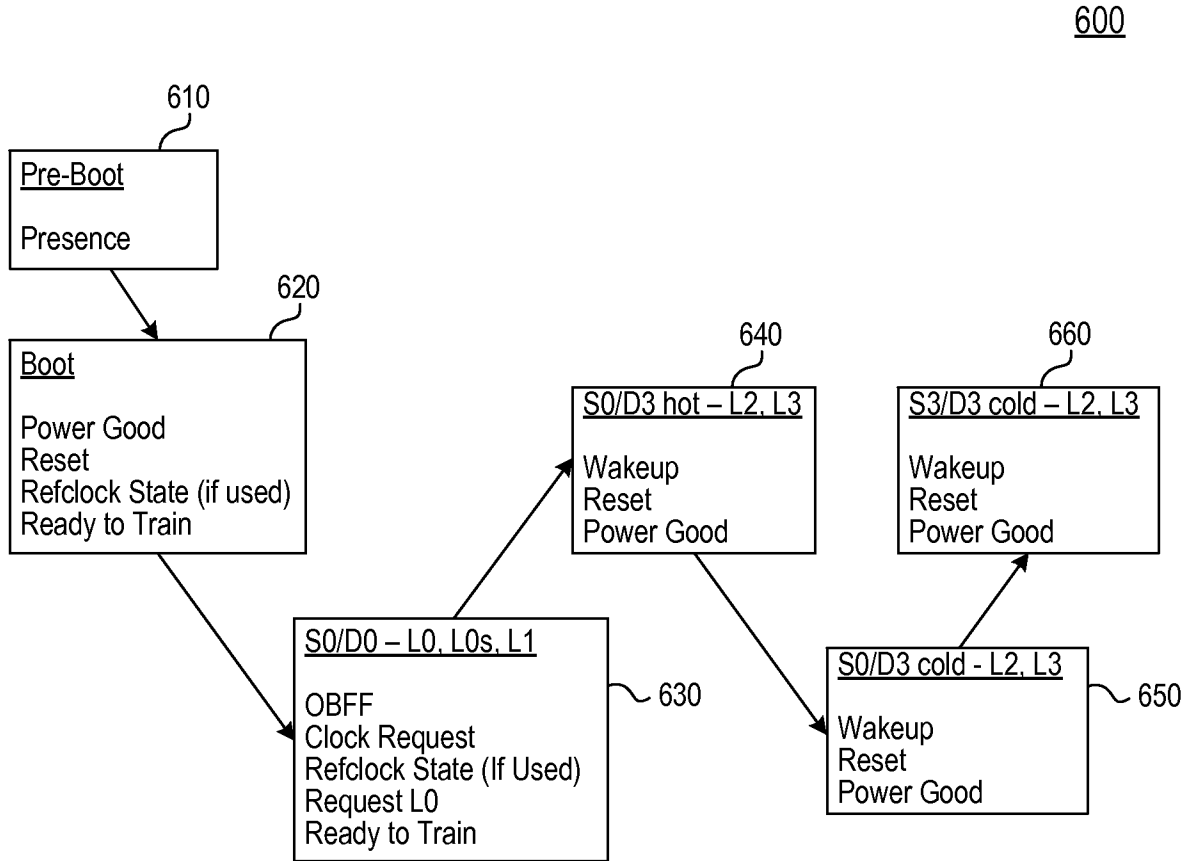 600
610
Pre-Boot
Presence
620
Boot
Power Good
Reset
Refclock State (if used)
Ready to Train
630
S0/D0 – L0, L0s, L1
OBFF
Clock Request
Refclock State (If Used)
Request L0
Ready to Train
640
S0/D3 hot – L2, L3
Wakeup
Reset
Power Good
650
S0/D3 cold - L2, L3
Wakeup
Reset
Power Good
660
S3/D3 cold – L2, L3
Wakeup
Reset
Power Good